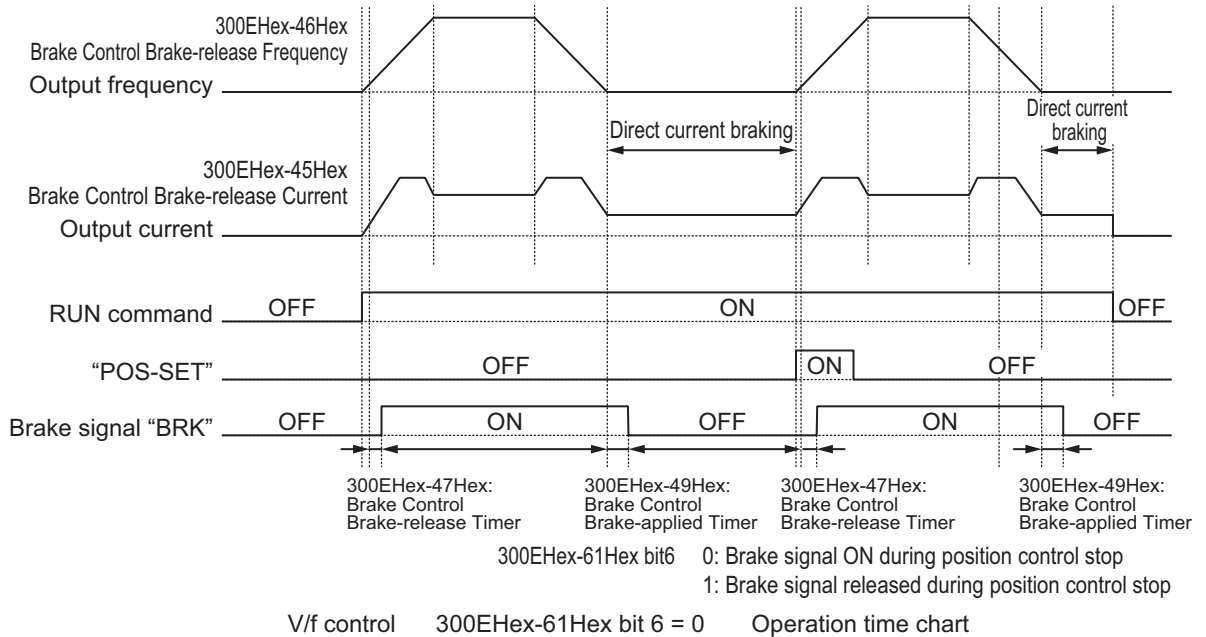 300EHex-46Hex
Brake Control Brake-release Frequency
Output frequency
Direct current braking
Direct current
braking
300EHex-45Hex
Brake Control Brake-release Current
Output current
RUN command OFF ON OFF
“POS-SET” OFF ON OFF
Brake signal “BRK” OFF ON OFF ON OFF
300EHex-47Hex:
Brake Control
Brake-release Timer
300EHex-49Hex:
Brake Control
Brake-applied Timer
300EHex-47Hex:
Brake Control
Brake-release Timer
300EHex-49Hex:
Brake Control
Brake-applied Timer
300EHex-61Hex bit6 0: Brake signal ON during position control stop
1: Brake signal released during position control stop
V/f control 300EHex-61Hex bit 6 = 0 Operation time chart